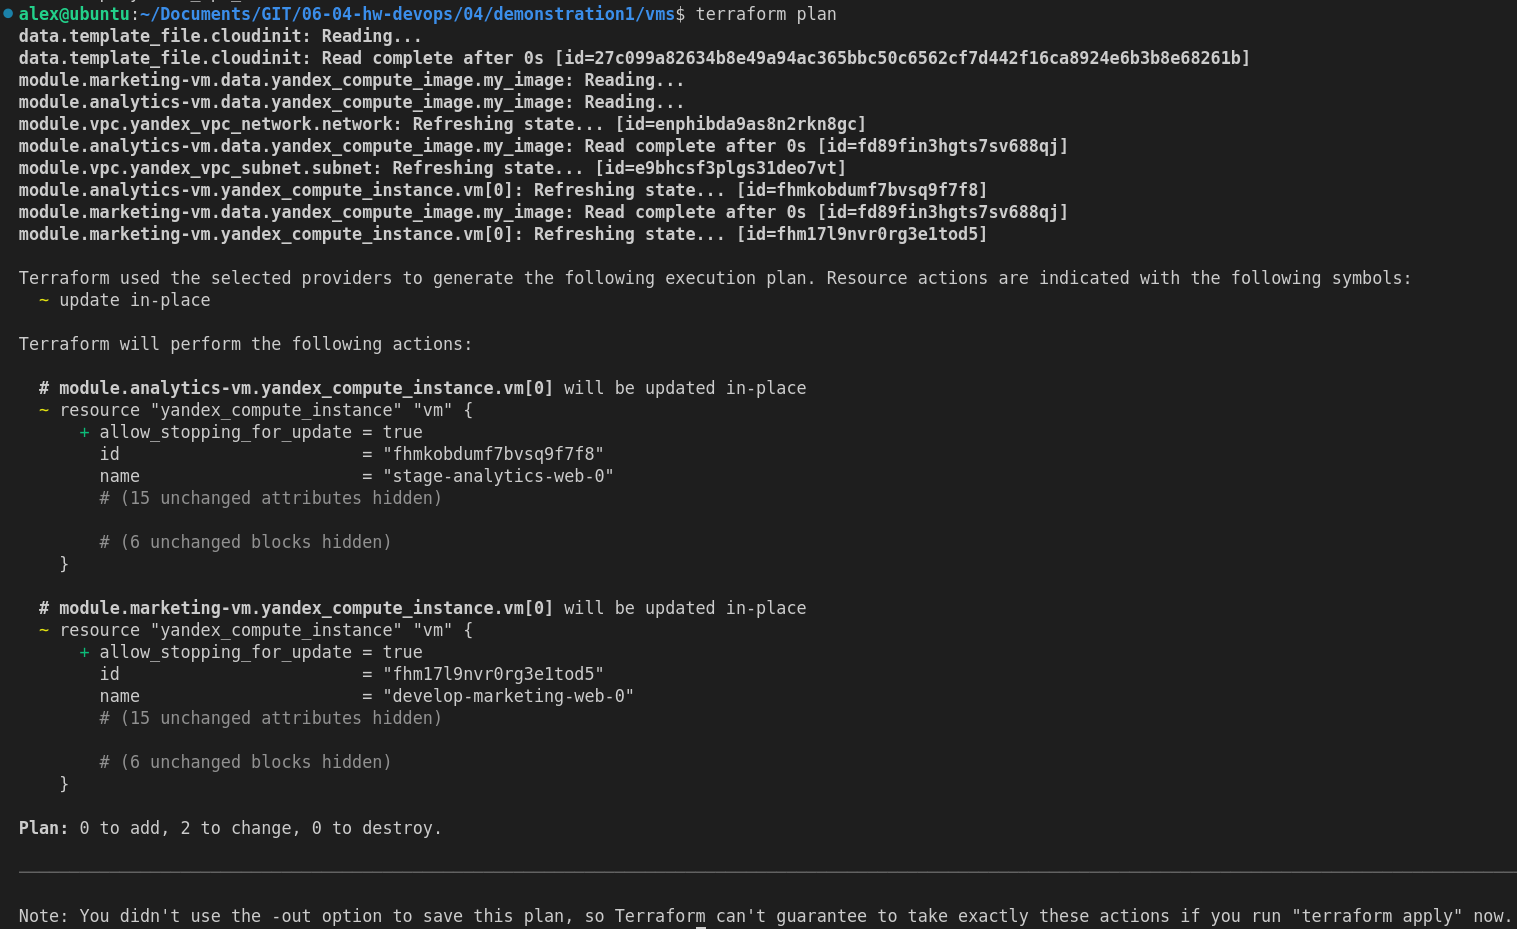 alex@ubuntu:~/Documents/GIT/06-04-hw-devops/04/demonstration1/vms$ terraform plan
data.template_file.cloudinit: Reading...
data.template_file.cloudinit: Read complete after 0s [id=27c099a82634b8e49a94ac365bbc50c6562cf7d442f16ca8924e6b3b8e68261b]
module.marketing-vm.data.yandex_compute_image.my_image: Reading...
module.analytics-vm.data.yandex_compute_image.my_image: Reading...
module.vpc.yandex_vpc_network.network: Refreshing state... [id=enphibda9as8n2rkn8gc]
module.analytics-vm.data.yandex_compute_image.my_image: Read complete after 0s [id=fd89fin3hgts7sv688qj]
module.vpc.yandex_vpc_subnet.subnet: Refreshing state... [id=e9bhcsf3plgs31deo7vt]
module.analytics-vm.yandex_compute_instance.vm[0]: Refreshing state... [id=fhmkobdumf7bvsq9f7f8]
module.marketing-vm.data.yandex_compute_image.my_image: Read complete after 0s [id=fd89fin3hgts7sv688qj]
module.marketing-vm.yandex_compute_instance.vm[0]: Refreshing state... [id=fhm17l9nvr0rg3e1tod5]

Terraform used the selected providers to generate the following execution plan. Resource actions are indicated with the following symbols:
  ~ update in-place

Terraform will perform the following actions:

  # module.analytics-vm.yandex_compute_instance.vm[0] will be updated in-place
  ~ resource "yandex_compute_instance" "vm" {
      + allow_stopping_for_update = true
        id                        = "fhmkobdumf7bvsq9f7f8"
        name                      = "stage-analytics-web-0"
        # (15 unchanged attributes hidden)

        # (6 unchanged blocks hidden)
    }

  # module.marketing-vm.yandex_compute_instance.vm[0] will be updated in-place
  ~ resource "yandex_compute_instance" "vm" {
      + allow_stopping_for_update = true
        id                        = "fhm17l9nvr0rg3e1tod5"
        name                      = "develop-marketing-web-0"
        # (15 unchanged attributes hidden)

        # (6 unchanged blocks hidden)
    }

Plan: 0 to add, 2 to change, 0 to destroy.

Note: You didn't use the -out option to save this plan, so Terraform can't guarantee to take exactly these actions if you run "terraform apply" now.